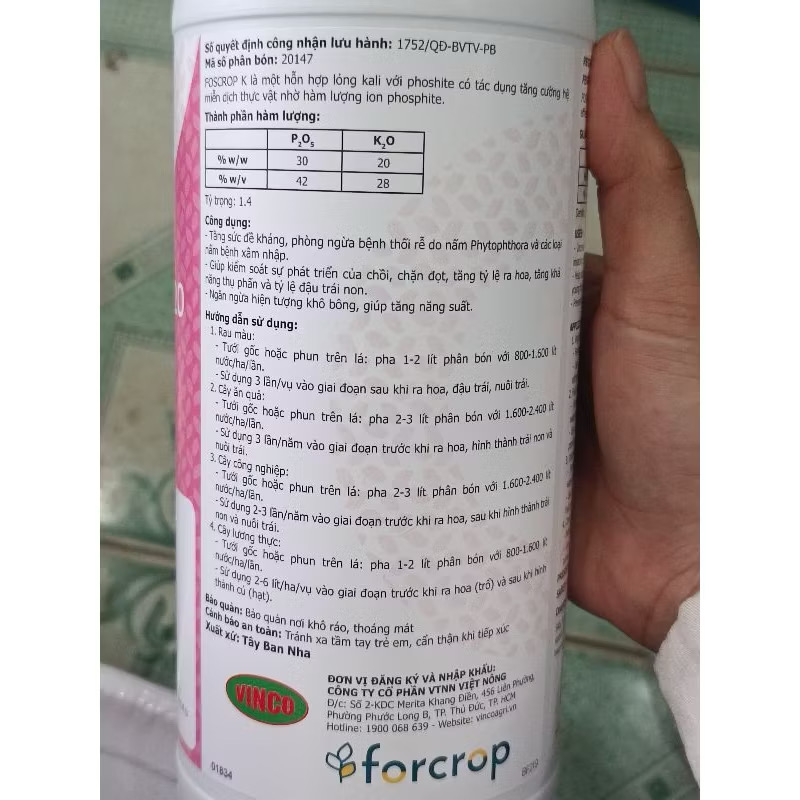 Số quyết định công nhận lưu hành: 1752/QĐ-BVTV-PB
Mã số phân bón: 20147
FOSCROP K là một hỗn hợp lỏng kali với phoshite có tác dụng tăng cường hệ
miễn dịch thực vật nhờ hàm lượng ion phosphite.
Thành phần hàm lượng:
P₂O₅ K₂O
% w/w 30 20
% w/v 42 28
Tỷ trọng: 1.4
Công dụng:
- Tăng sức đề kháng, phòng ngừa bệnh thối rễ do nấm Phytophthora và các loại
nấm bệnh xâm nhập.
- Giúp kiểm soát sự phát triển của chồi, chặn đọt, tăng tỷ lệ ra hoa, tăng khả
năng thụ phấn và tỷ lệ đậu trái non.
- Ngăn ngừa hiện tượng khô bông, giúp tăng năng suất.
Hướng dẫn sử dụng:
1. Rau màu:
- Tưới gốc hoặc phun trên lá: pha 1-2 lít phân bón với 800-1.600 lít
nước/ha/lần.
- Sử dụng 3 lần/vụ vào giai đoạn sau khi ra hoa, đậu trái, nuôi trái.
2. Cây ăn quả:
- Tưới gốc hoặc phun trên lá: pha 2-3 lít phân bón với 1.600-2.400 lít
nước/ha/lần.
- Sử dụng 3 lần/năm vào giai đoạn trước khi ra hoa, hình thành trái non và
nuôi trái.
3. Cây công nghiệp:
- Tưới gốc hoặc phun trên lá: pha 2-3 lít phân bón với 1.600-2.400 lít
nước/ha/lần.
- Sử dụng 2-3 lần/năm vào giai đoạn trước khi ra hoa, sau khi hình thành trái
non và nuôi trái.
4. Cây lương thực:
- Tưới gốc hoặc phun trên lá: pha 1-2 lít phân bón với 800-1.600 lít
nước/ha/lần.
- Sử dụng 2-6 lít/ha/vụ vào giai đoạn trước khi ra hoa (trổ) và sau khi hình
thành củ (hạt).
Bảo quản: Bảo quản nơi khô ráo, thoáng mát
Cảnh báo an toàn: Tránh xa tầm tay trẻ em, cẩn thận khi tiếp xúc
Xuất xứ: Tây Ban Nha
VINCO
ĐƠN VỊ ĐĂNG KÝ VÀ NHẬP KHẨU:
CÔNG TY CỔ PHẦN VTNN VIỆT NÔNG
Đ/c: Số 2-KDC Merita Khang Điền, 456 Liên Phường,
Phường Phước Long B, TP. Thủ Đức, TP. HCM
Hotline: 1900 068 639 - Website: vincoagri.vn
forcrop
01834